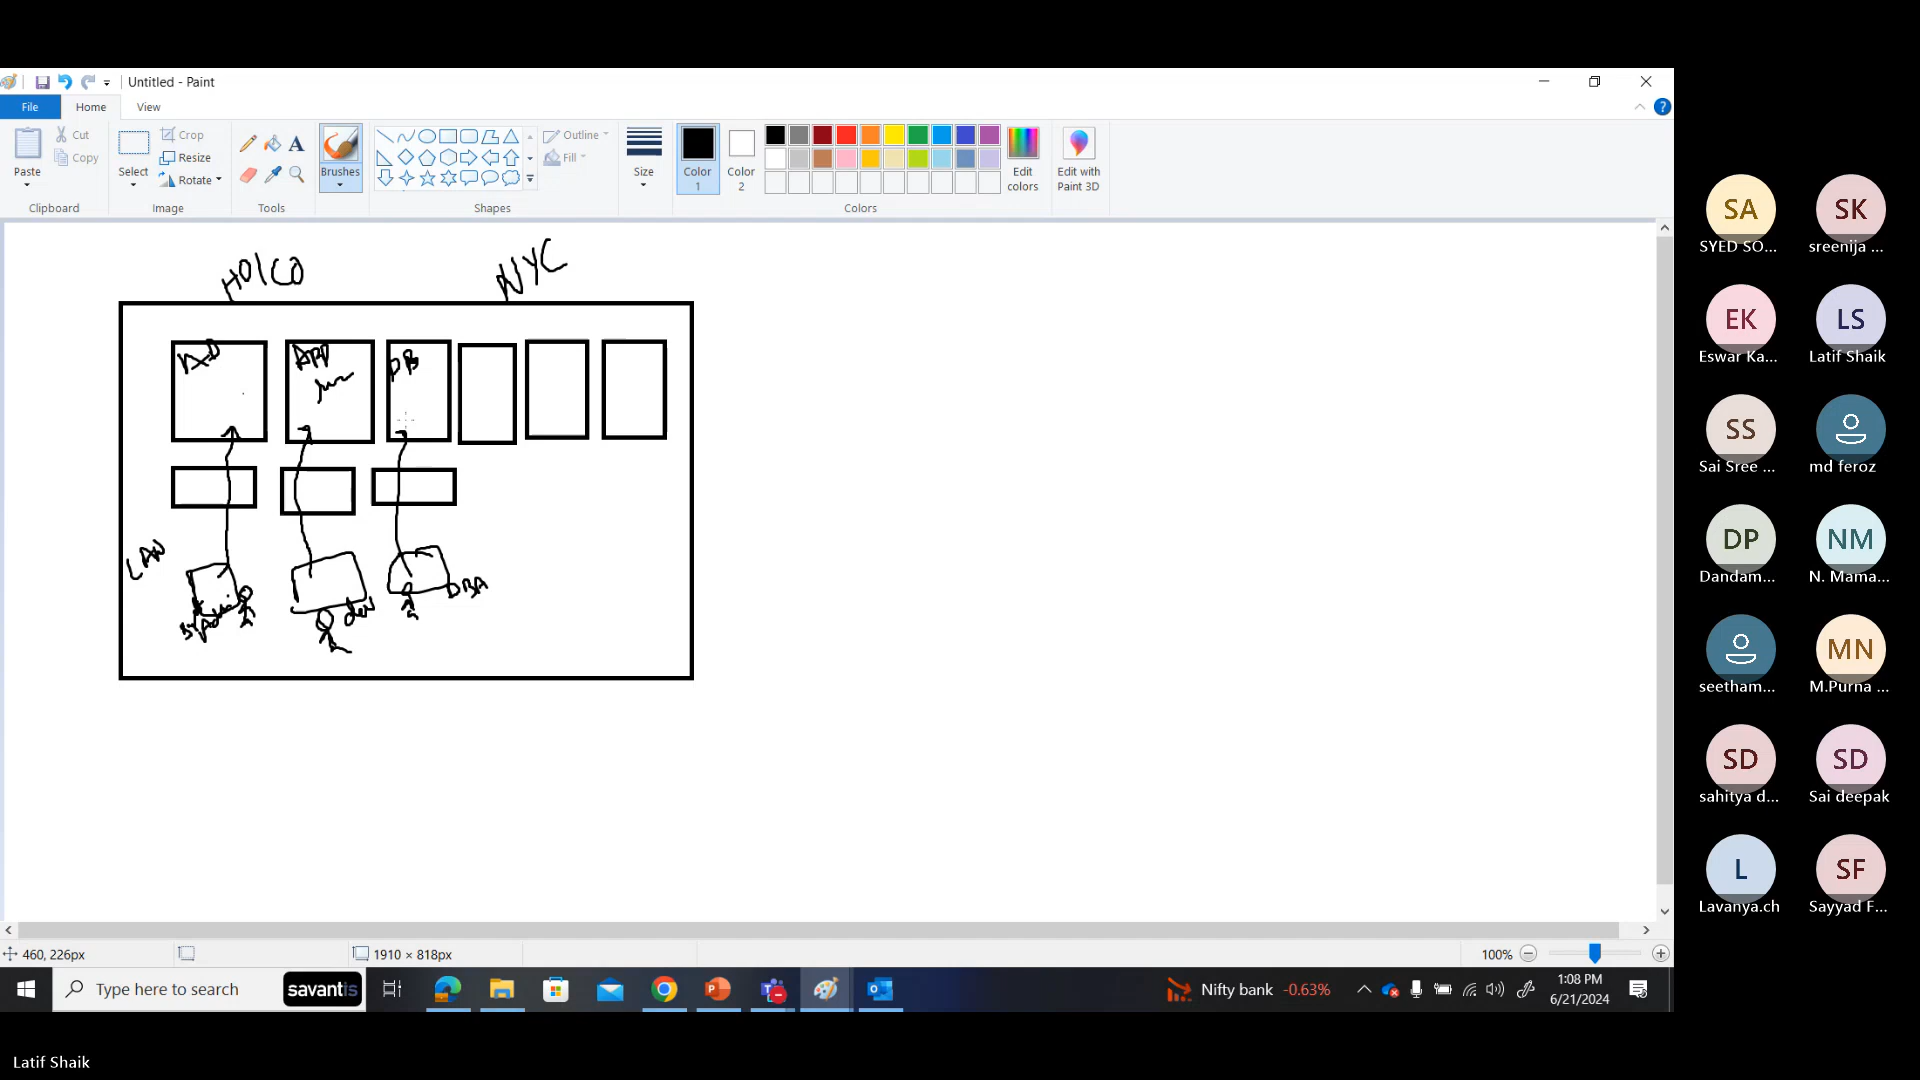 Untitled - Paint
File Home View
Paste Cut Copy Clipboard
Select Crop Resize Rotate Image
Tools
Brushes
Shapes Outline Fill
Size
Color 1 Color 2
Edit colors
Edit with Paint 3D
Colors
NYC
APP
DB
LAN
dev
DBA
SA SYED SO...
SK sreenija ...
EK Eswar Ka...
LS Latif Shaik
SS Sai Sree ...
md feroz
DP Dandam...
NM N. Mama...
seetham...
MN M.Purna ...
SD sahitya d...
SD Sai deepak
L Lavanya.ch
SF Sayyad F...
460, 226px
1910 × 818px
100%
Type here to search savantis
Nifty bank -0.63%
1:08 PM
6/21/2024
Latif Shaik